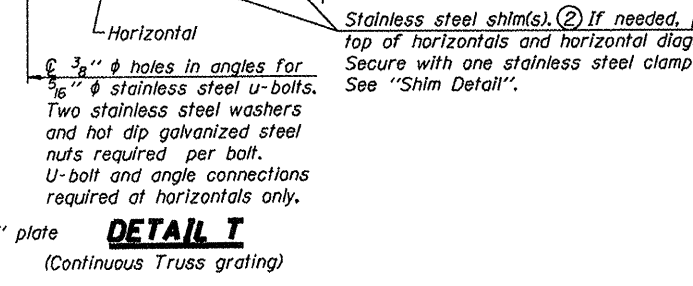 Horizontal
℄ 3/8" ϕ holes in angles for
5/16" ϕ stainless steel u-bolts.
Two stainless steel washers
and hot dip galvanized steel
nuts required per bolt.
U-bolt and angle connections
required at horizontals only.
Stainless steel shim(s). ② If needed,
top of horizontals and horizontal diag
Secure with one stainless steel clamp
See "Shim Detail".
" plate
DETAIL T
(Continuous Truss grating)